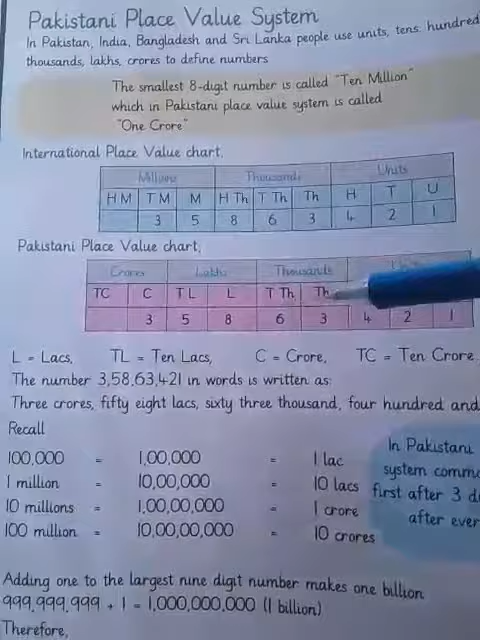 Pakistani Place Value System
In Pakistan, India, Bangladesh and Sri Lanka people use units, tens. hundred
thousands, lakhs, crores to define numbers
The smallest 8-digit number is called "Ten Million"
which in Pakistani place value system is called
"One Crore"
International Place Value chart.
Millions Thousands Units
H M T M M H Th T Th Th H T U
3 5 8 6 3 4 2 1
Pakistani Place Value chart,
Crores Lakhs Thousands
TC C T L L T Th Th
3 5 8 6 3 4 2 1
L = Lacs, TL = Ten Lacs, C = Crore, TC = Ten Crore
The number 3,58,63,421 in words is written as:
Three crores, fifty eight lacs, sixty three thousand, four hundred and
Recall
100,000 = 1,00,000 = 1 lac
1 million = 10,00,000 = 10 lacs
10 millions = 1,00,00,000 = 1 crore
100 million = 10,00,00,000 = 10 crores
In Pakistani
system comm
first after 3 d
after ever
Adding one to the largest nine digit number makes one billion
999,999,999 + 1 = 1,000,000,000 (1 billion)
Therefore,